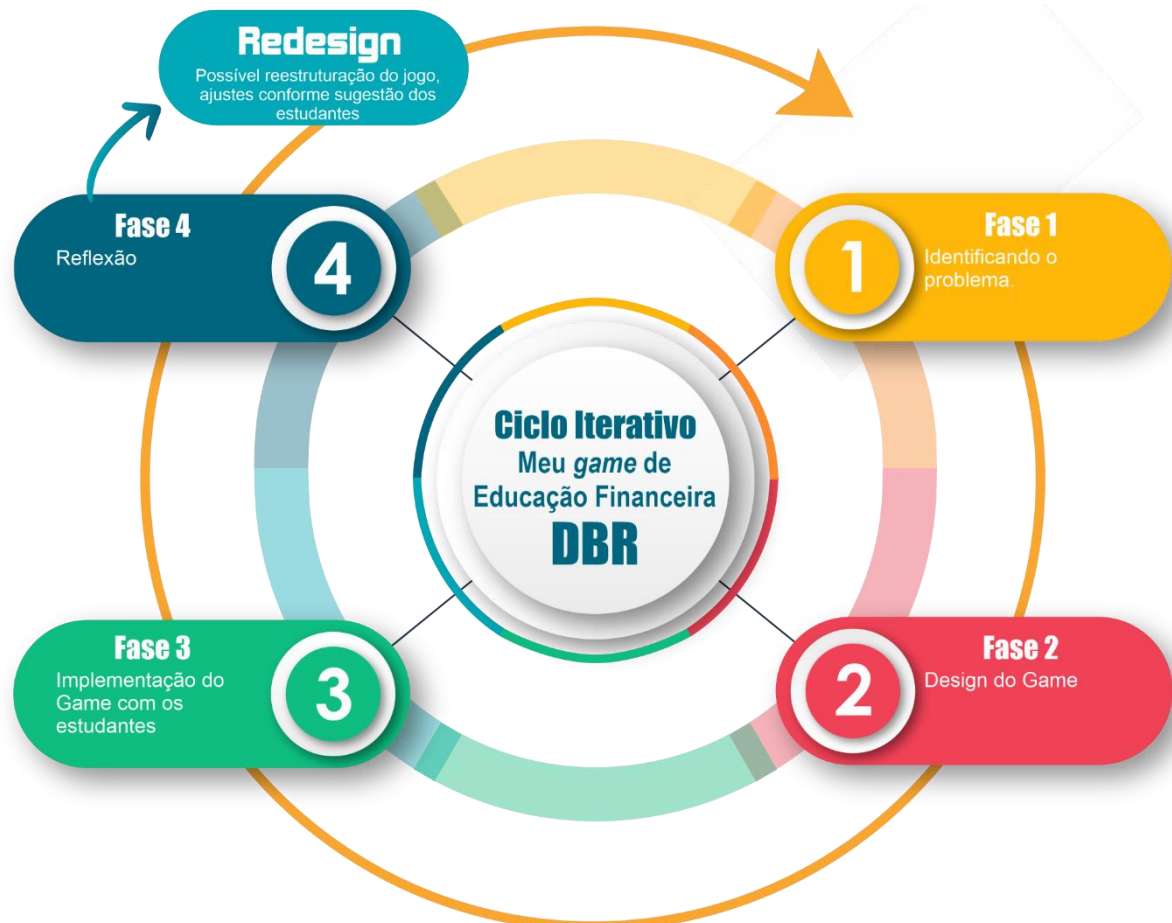 Redesign
Possível reestruturação do jogo,
ajustes conforme sugestão dos
estudantes
Fase 4
Reflexão
4
Fase 1
Identificando o
problema.
1
Ciclo Iterativo
Meu game de
Educação Financeira
DBR
Fase 3
Implementação do
Game com os
estudantes
3
Fase 2
Design do Game
2